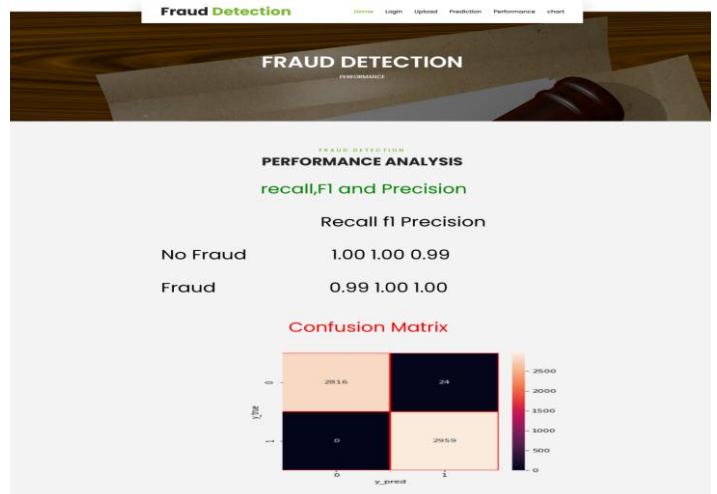 Fraud Detection Home Login Upload Prediction Performance chart
FRAUD DETECTION
PERFORMANCE
FRAUD DETECTION
PERFORMANCE ANALYSIS
recall,F1 and Precision
Recall f1 Precision
No Fraud 1.00 1.00 0.99
Fraud 0.99 1.00 1.00
Confusion Matrix
2816 24
0 2959
0 1
y_true
0 1
y_pred
2500
2000
1500
1000
500
0